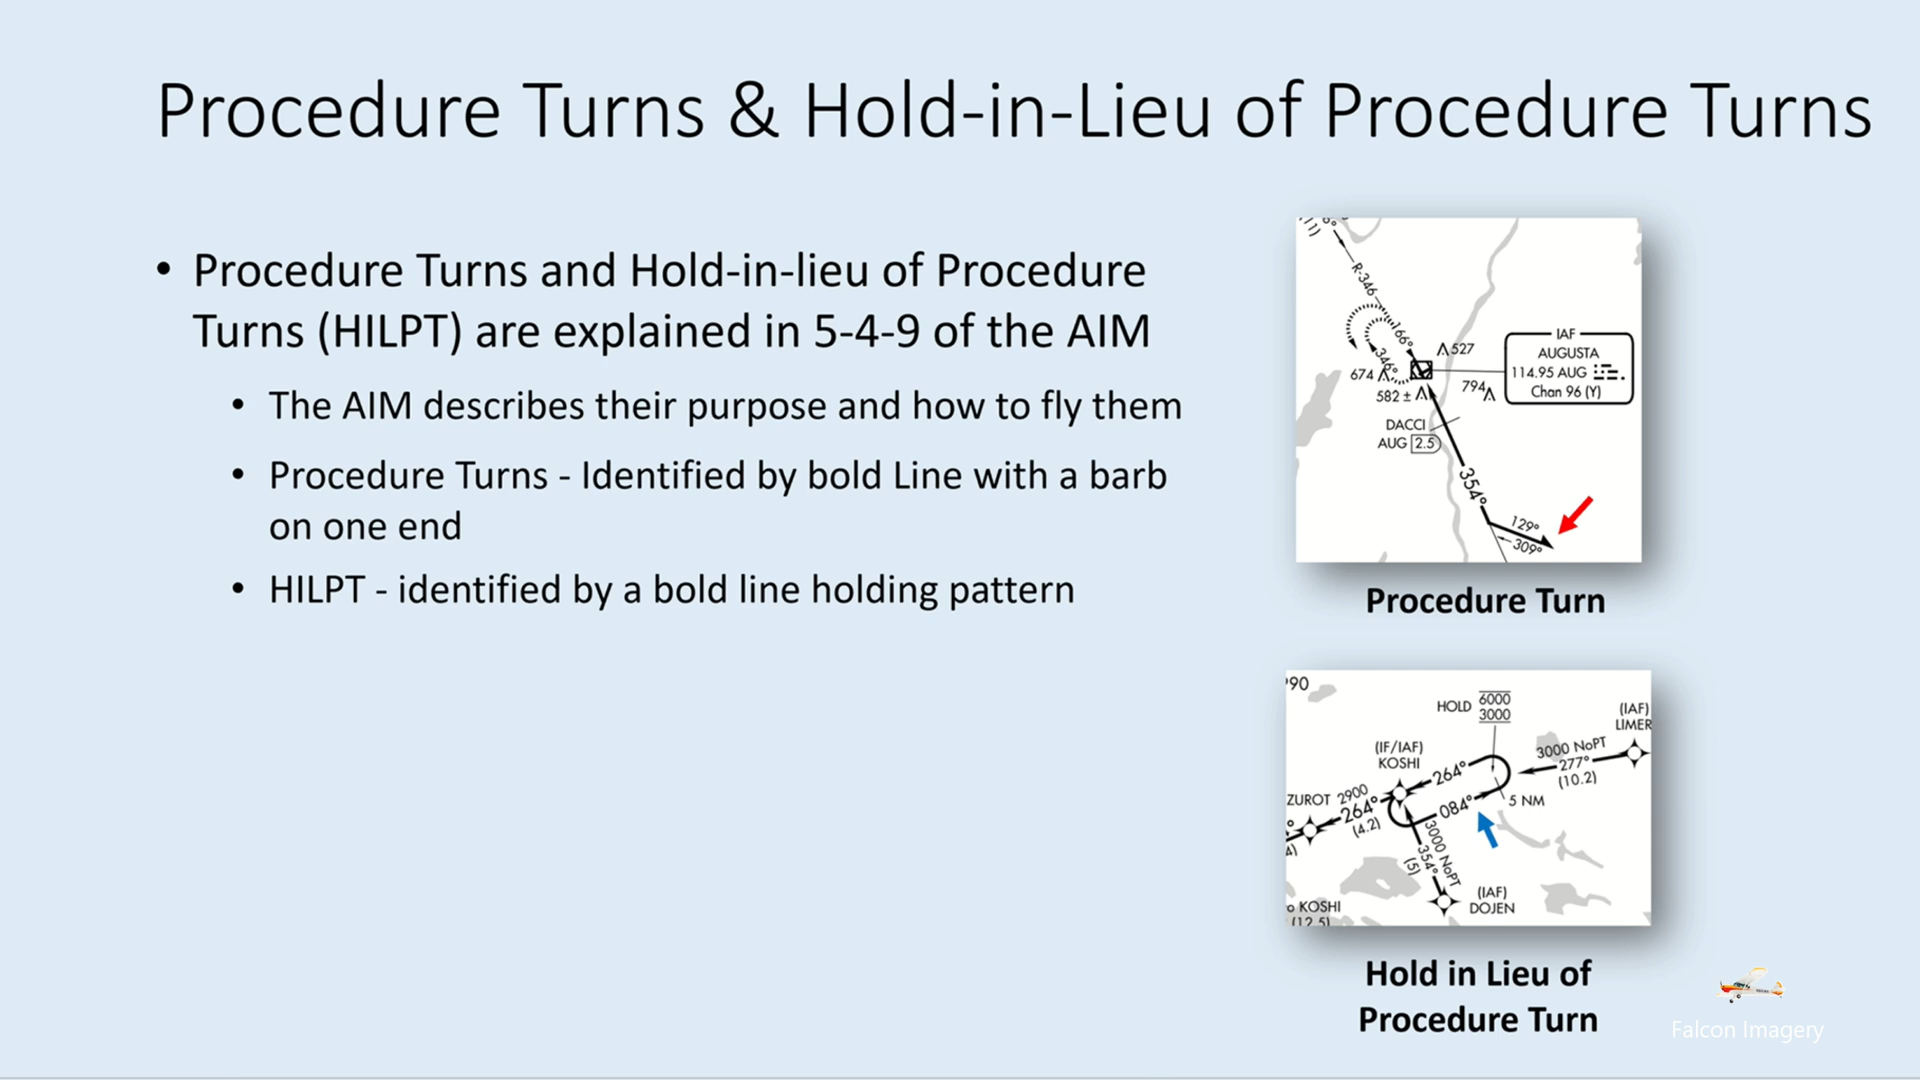 Procedure Turns & Hold-in-Lieu of Procedure Turns
• Procedure Turns and Hold-in-lieu of Procedure
Turns (HILPT) are explained in 5-4-9 of the AIM
• The AIM describes their purpose and how to fly them
• Procedure Turns - Identified by bold Line with a barb
on one end
• HILPT - identified by a bold line holding pattern
R-346
166°
346°
527
674
582 ±
794
IAF
AUGUSTA
114.95 AUG
Chan 96 (Y)
DACCI
AUG 2.5
354°
129°
309°
Procedure Turn
90
HOLD 6000
3000
(IAF)
LIMER
(IF/IAF)
KOSHI
3000 NoPT
277°
(10.2)
264°
084°
5 NM
ZUROT 2900
264°
(4.2)
3000 NoPT
354°
(5)
(IAF)
DOJEN
o KOSHI
(12.5)
Hold in Lieu of
Procedure Turn
Falcon Imagery